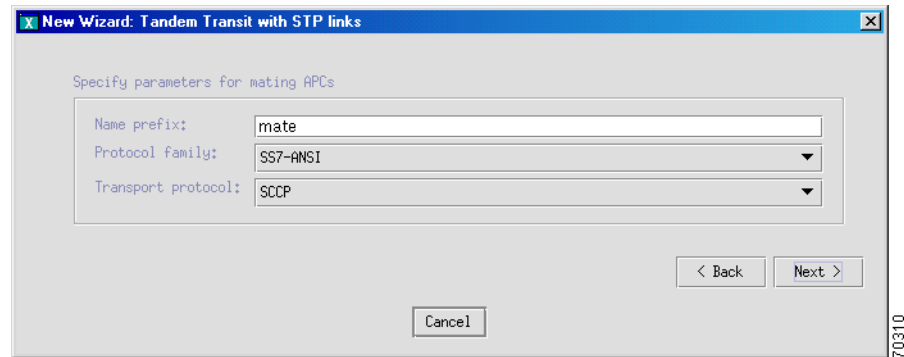 X New Wizard: Tandem Transit with STP links X
Specify parameters for mating APCs
Name prefix: mate
Protocol family: SS7-ANSI
Transport protocol: SCCP
< Back Next >
Cancel
70310